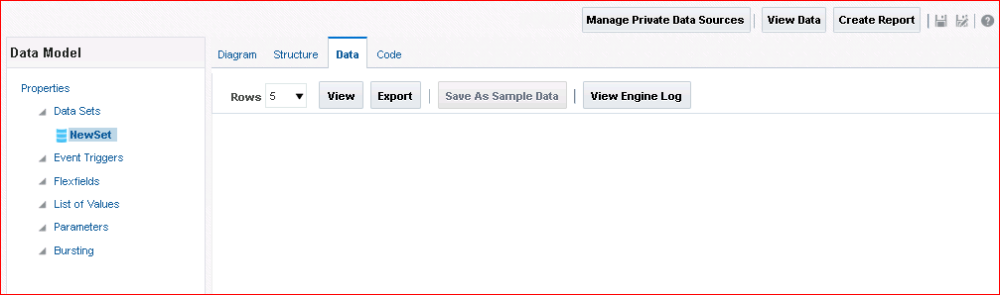 Manage Private Data Sources View Data Create Report ?
Data Model
Diagram Structure Data Code
Properties
Rows 5 View Export Save As Sample Data View Engine Log
Data Sets
NewSet
Event Triggers
Flexfields
List of Values
Parameters
Bursting